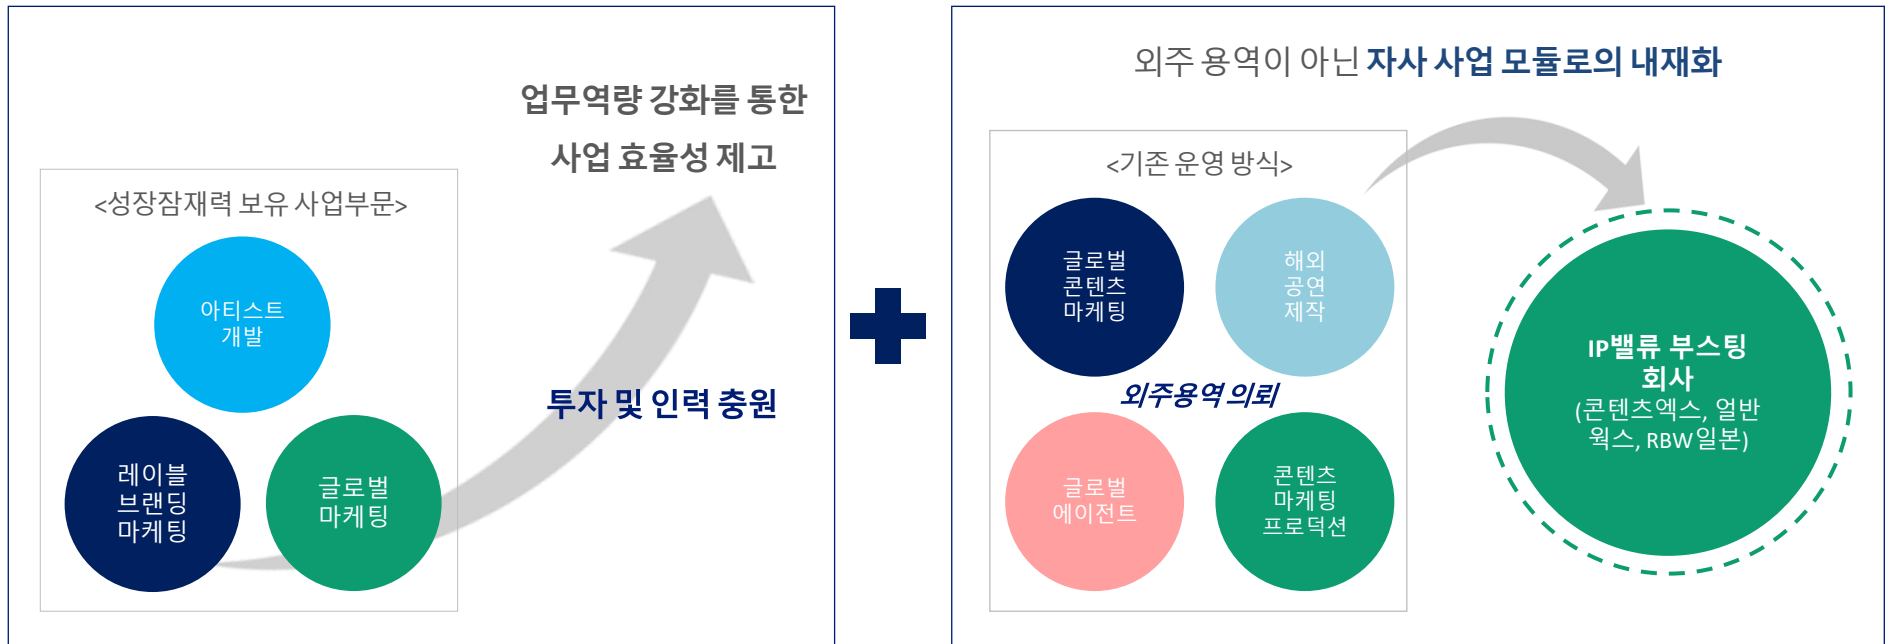 업무역량 강화를 통한
사업 효율성 제고
<성장잠재력 보유 사업부문>
아티스트
개발
레이블
브랜딩
마케팅
글로벌
마케팅
투자 및 인력 충원
외주 용역이 아닌 자사 사업 모듈로의 내재화
<기존 운영 방식>
글로벌
콘텐츠
마케팅
해외
공연
제작
외주용역 의뢰
글로벌
에이전트
콘텐츠
마케팅
프로덕션
IP밸류 부스팅
회사
(콘텐츠엑스, 얼반
웍스, RBW일본)